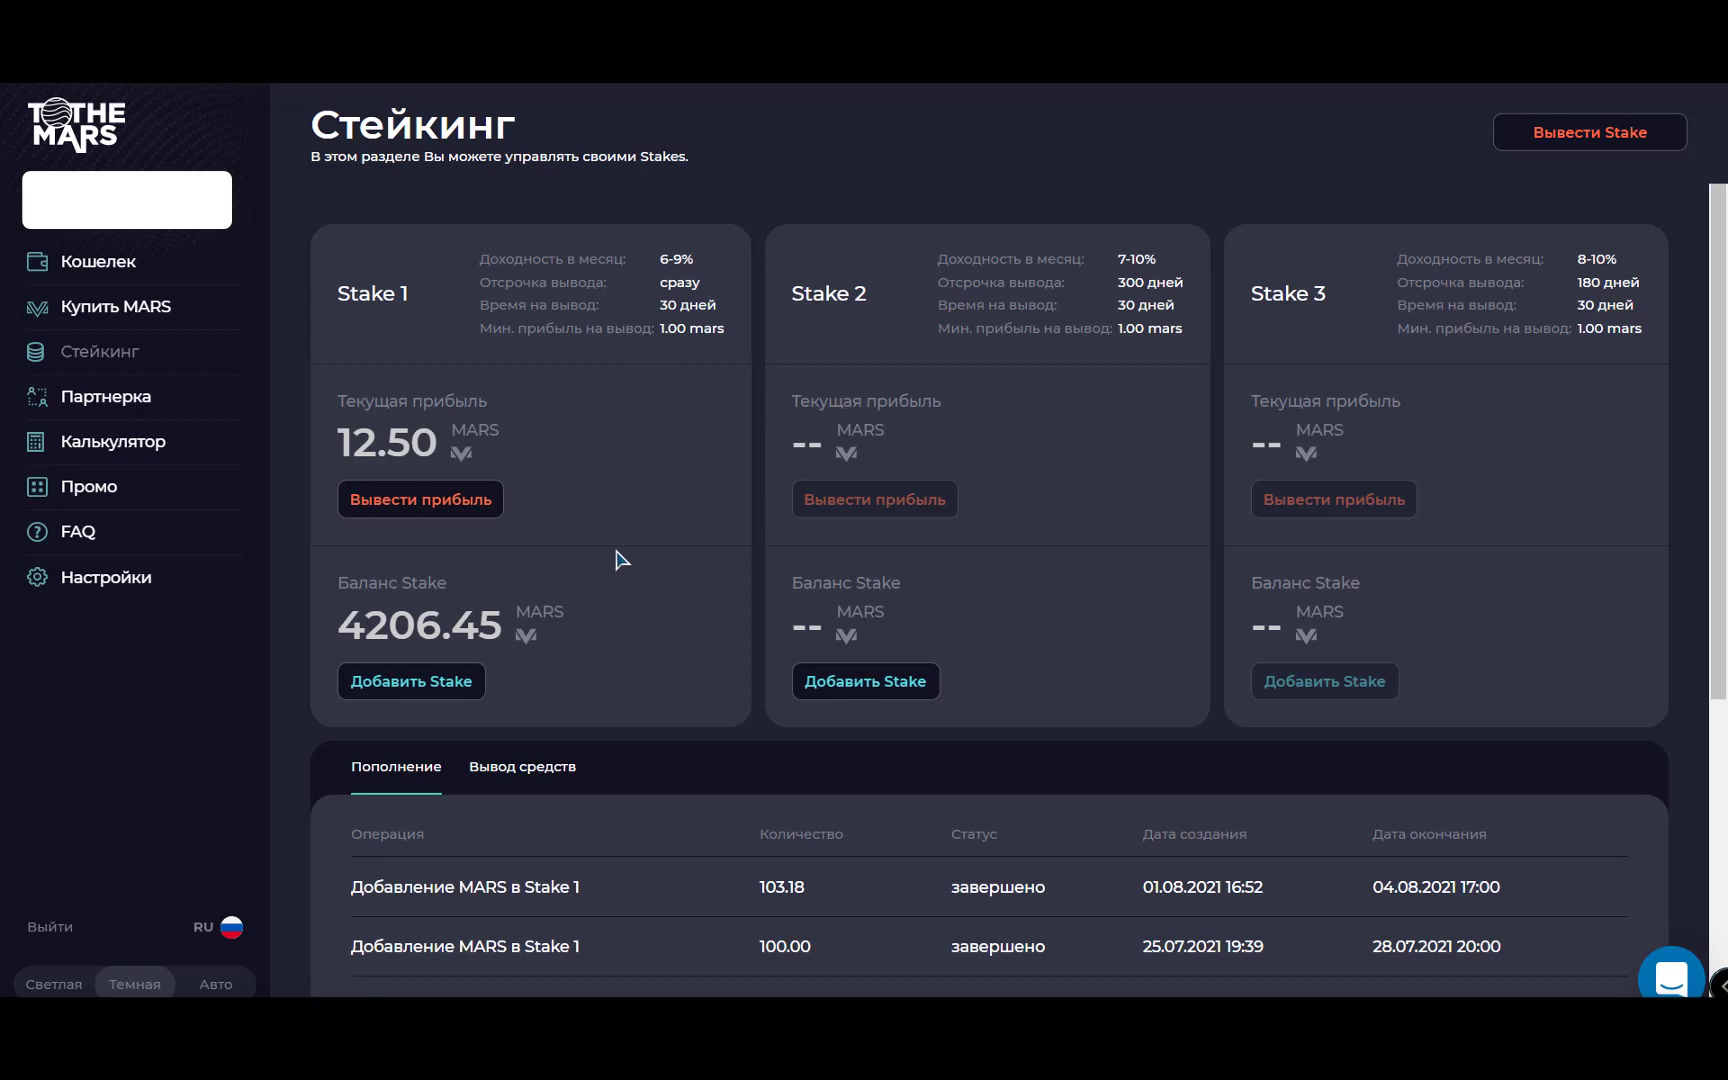 TOTHE
MARS
Кошелек
Купить MARS
Стейкинг
Партнерка
Калькулятор
Промо
FAQ
Настройки
Выйти
RU
Светлая
Темная
Авто
Стейкинг
В этом разделе Вы можете управлять своими Stakes.
Вывести Stake
Stake 1
Доходность в месяц: 6-9%
Отсрочка вывода: сразу
Время на вывод: 30 дней
Мин. прибыль на вывод: 1.00 mars
Текущая прибыль
12.50 MARS
Вывести прибыль
Баланс Stake
4206.45 MARS
Добавить Stake
Stake 2
Доходность в месяц: 7-10%
Отсрочка вывода: 300 дней
Время на вывод: 30 дней
Мин. прибыль на вывод: 1.00 mars
Текущая прибыль
-- MARS
Вывести прибыль
Баланс Stake
-- MARS
Добавить Stake
Stake 3
Доходность в месяц: 8-10%
Отсрочка вывода: 180 дней
Время на вывод: 30 дней
Мин. прибыль на вывод: 1.00 mars
Текущая прибыль
-- MARS
Вывести прибыль
Баланс Stake
-- MARS
Добавить Stake
Пополнение Вывод средств
Операция Количество Статус Дата создания Дата окончания
Добавление MARS в Stake 1 103.18 завершено 01.08.2021 16:52 04.08.2021 17:00
Добавление MARS в Stake 1 100.00 завершено 25.07.2021 19:39 28.07.2021 20:00